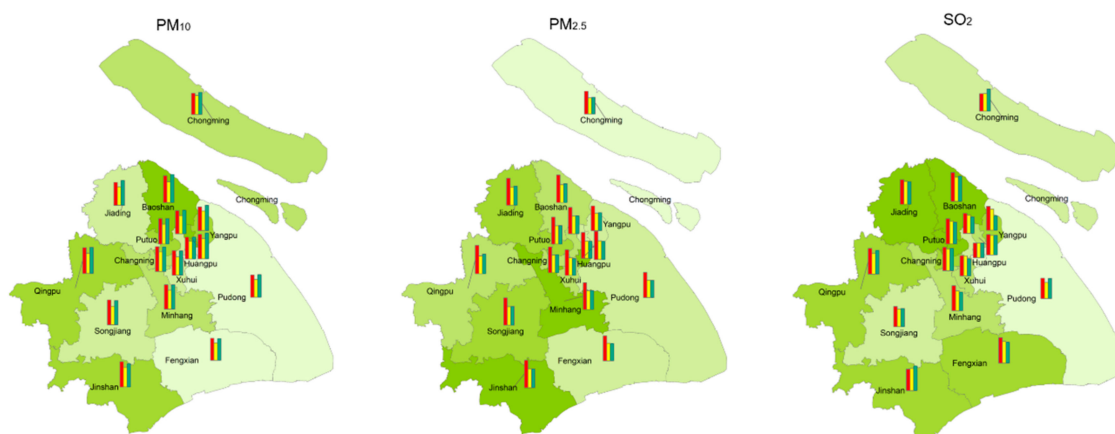 PM10
Chongming
Chongming
Jiading
Baoshan
Yangpu
Putuo
Changning
Huangpu
Xuhui
Qingpu
Pudong
Minhang
Songjiang
Fengxian
Jinshan
PM2.5
Chongming
Chongming
Jiading
Baoshan
Yangpu
Putuo
Changning
Huangpu
Xuhui
Qingpu
Pudong
Minhang
Songjiang
Fengxian
Jinshan
SO2
Chongming
Chongming
Jiading
Baoshan
Yangpu
Putuo
Changning
Huangpu
Xuhui
Qingpu
Pudong
Minhang
Songjiang
Fengxian
Jinshan